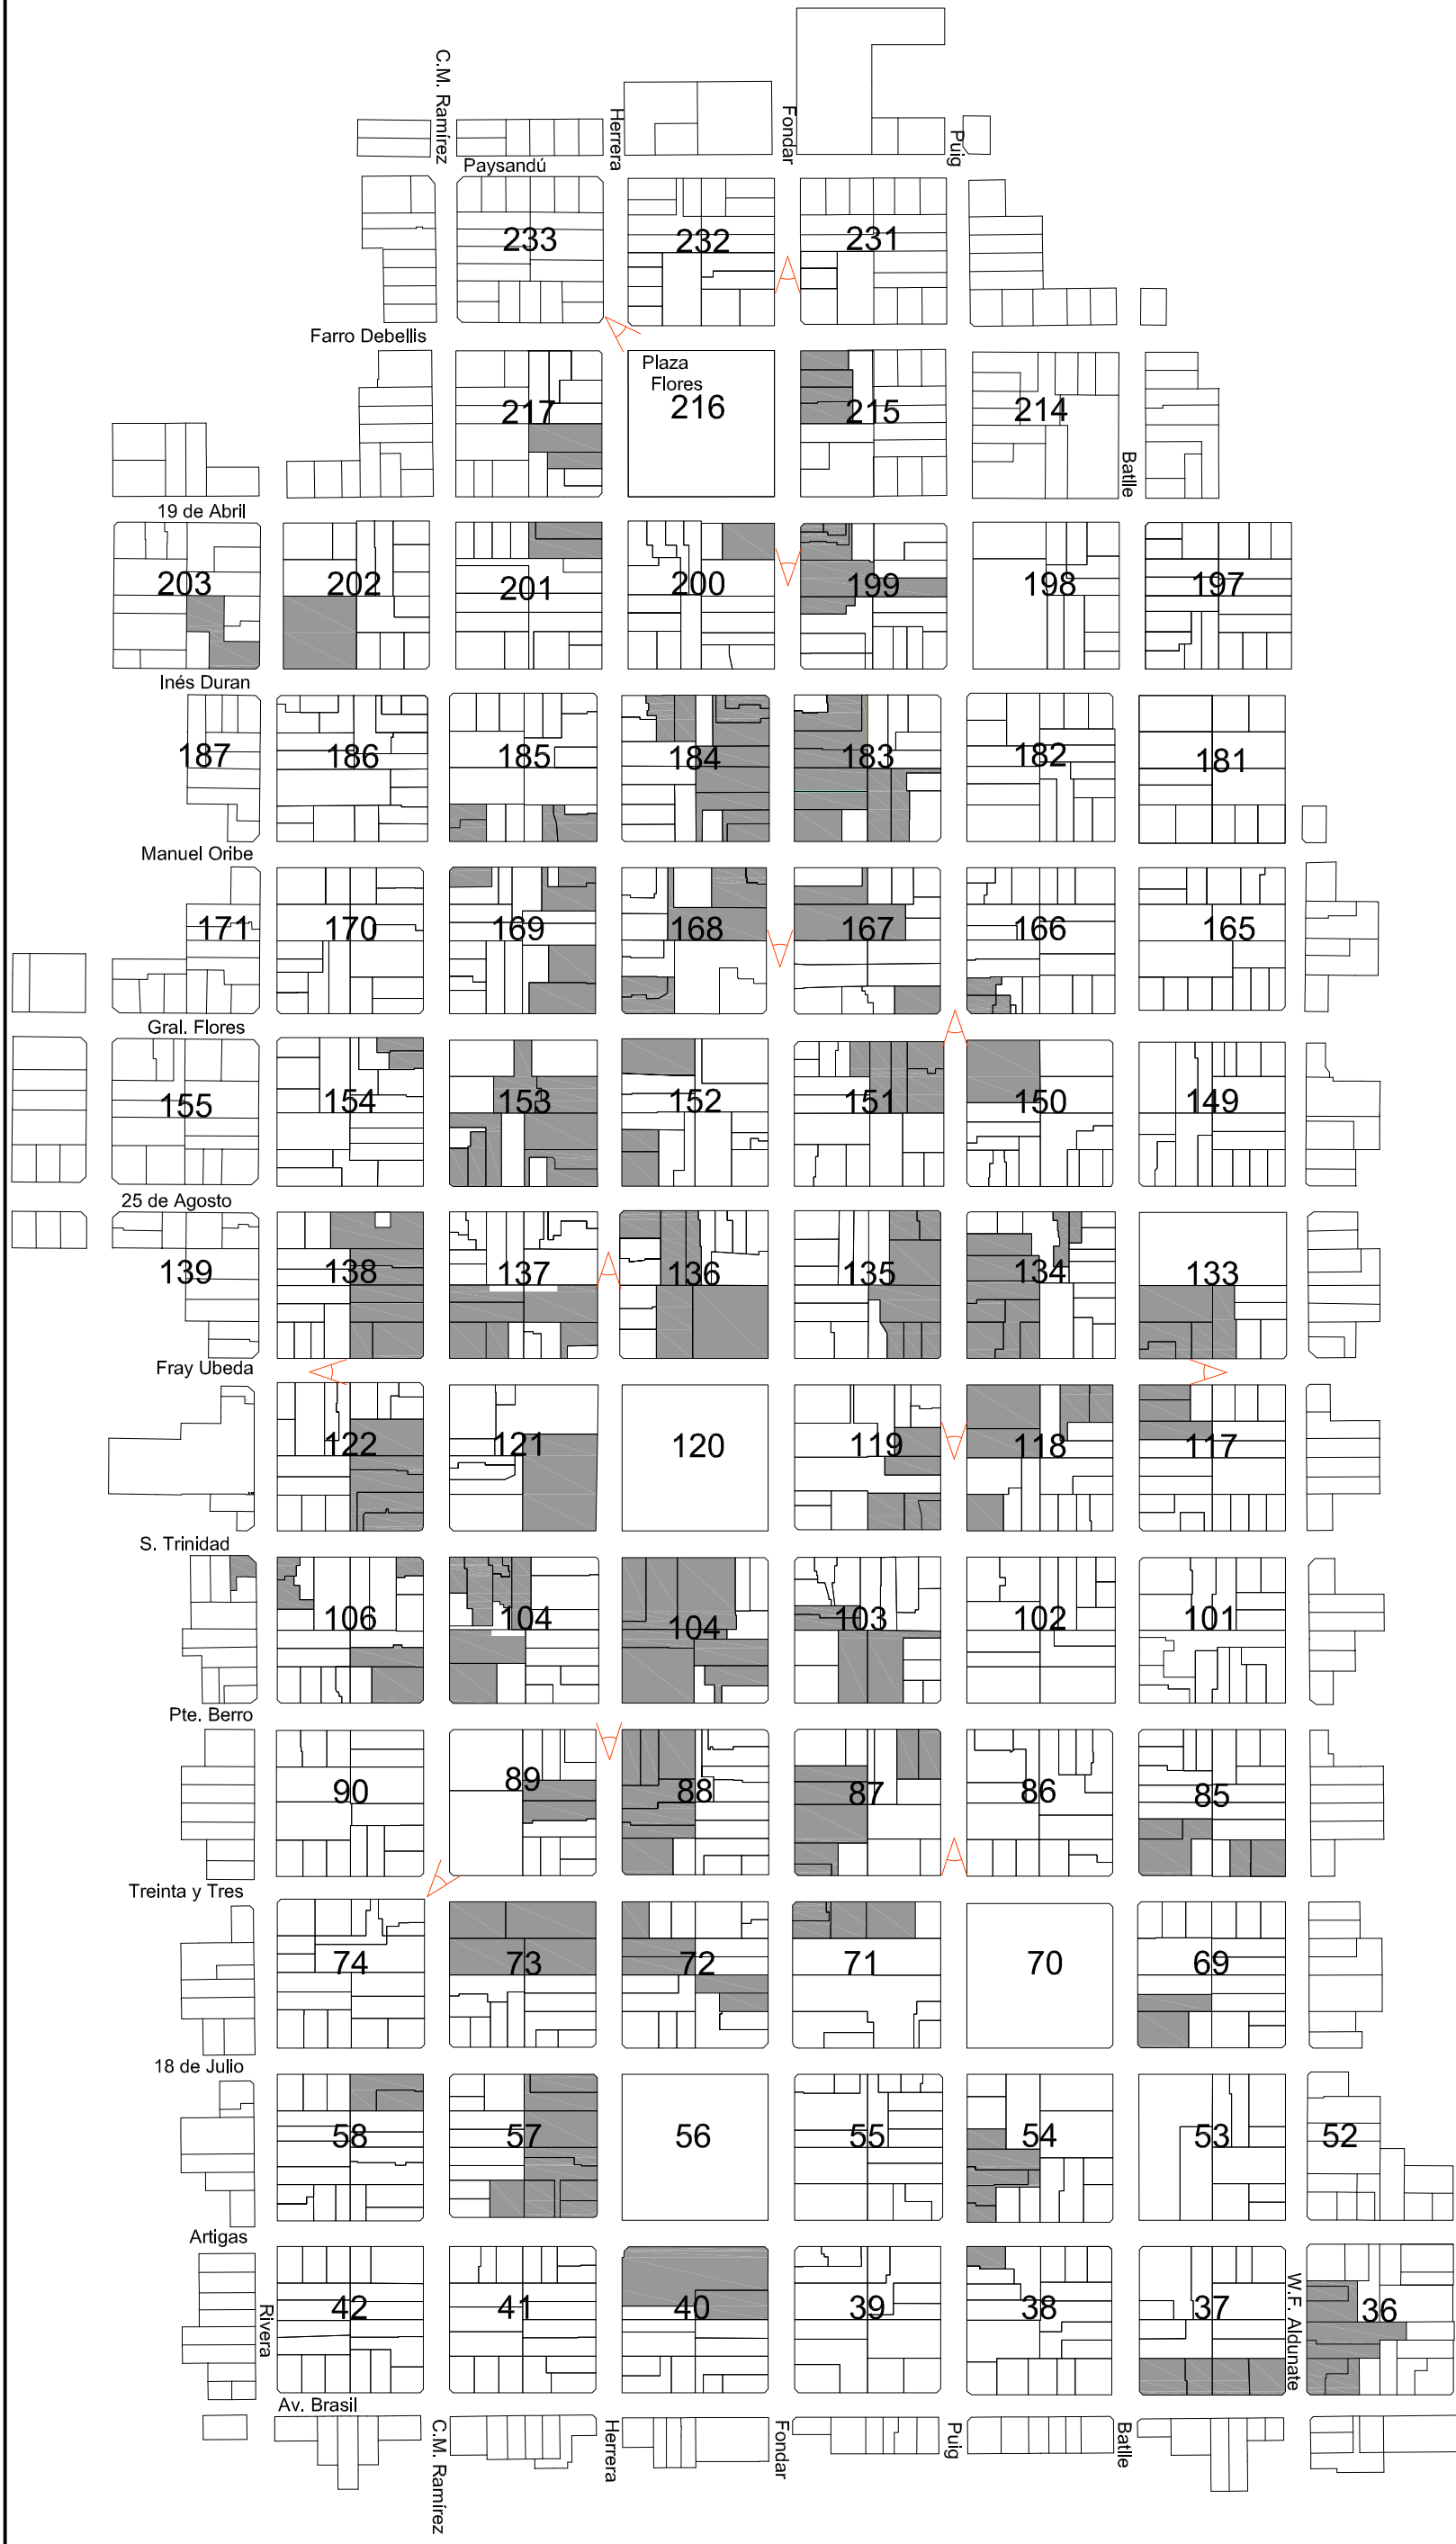 C.M. Ramírez
Herrera
Fondar
Puig
Paysandú
233
232
231
Farro Debellis
Plaza
Flores
217
216
215
214
Batlle
19 de Abril
203
202
201
200
199
198
197
Inés Duran
187
186
185
184
183
182
181
Manuel Oribe
171
170
169
168
167
166
165
Gral. Flores
155
154
153
152
151
150
149
25 de Agosto
139
138
137
136
135
134
133
Fray Ubeda
122
121
120
119
118
117
S. Trinidad
106
104
104
103
102
101
Pte. Berro
90
89
88
87
86
85
Treinta y Tres
74
73
72
71
70
69
18 de Julio
58
57
56
55
54
53
52
Artigas
Rivera
42
41
40
39
38
37
W.F. Aldunate
36
Av. Brasil
C.M. Ramírez
Herrera
Fondar
Puig
Batlle